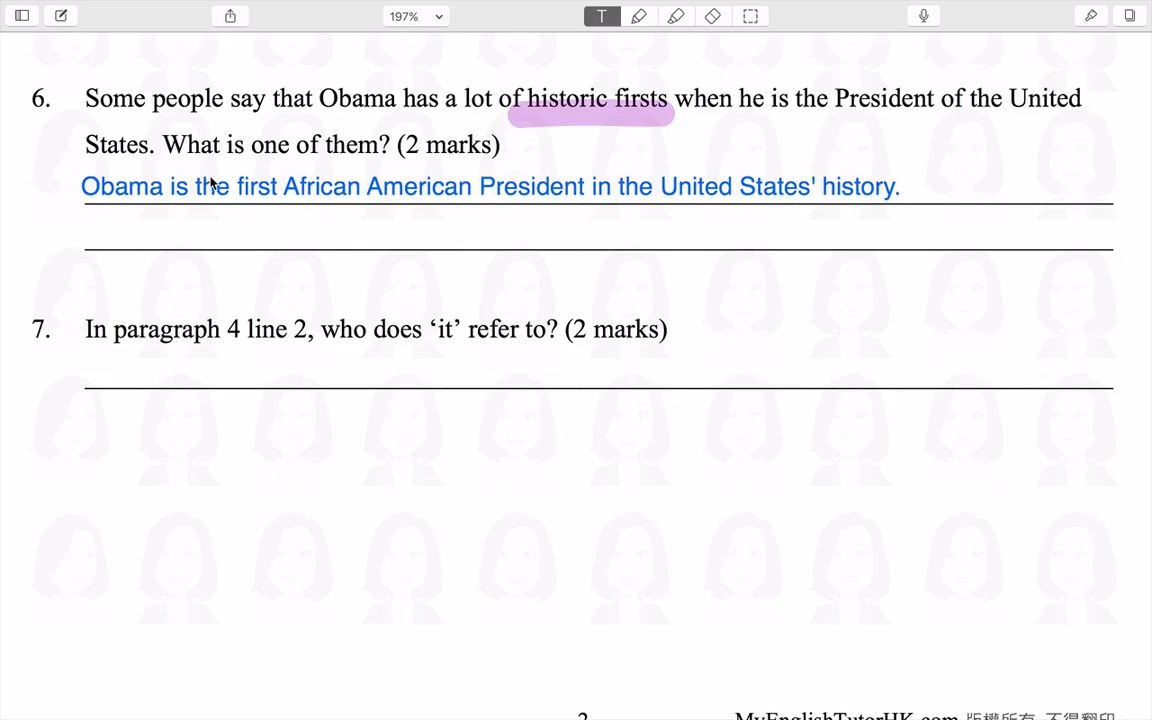 197%
T
6. Some people say that Obama has a lot of historic firsts when he is the President of the United
States. What is one of them? (2 marks)
Obama is the first African American President in the United States' history.
7. In paragraph 4 line 2, who does ‘it’ refer to? (2 marks)
2 MyEnglishTutorHK.com 版權所有 不得翻印